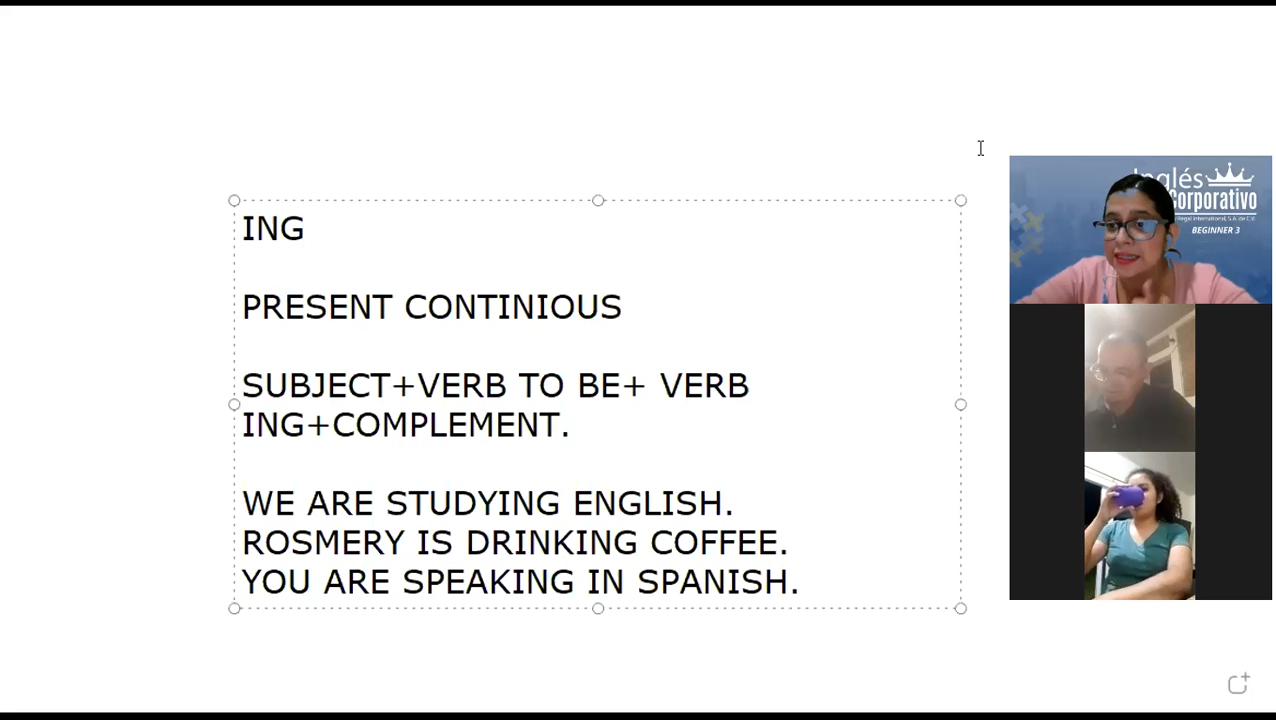 ING
PRESENT CONTINIOUS
SUBJECT+VERB TO BE+ VERB
ING+COMPLEMENT.
WE ARE STUDYING ENGLISH.
ROSMERY IS DRINKING COFFEE.
YOU ARE SPEAKING IN SPANISH.
Inglés
Corporativo
BEGINNER 3